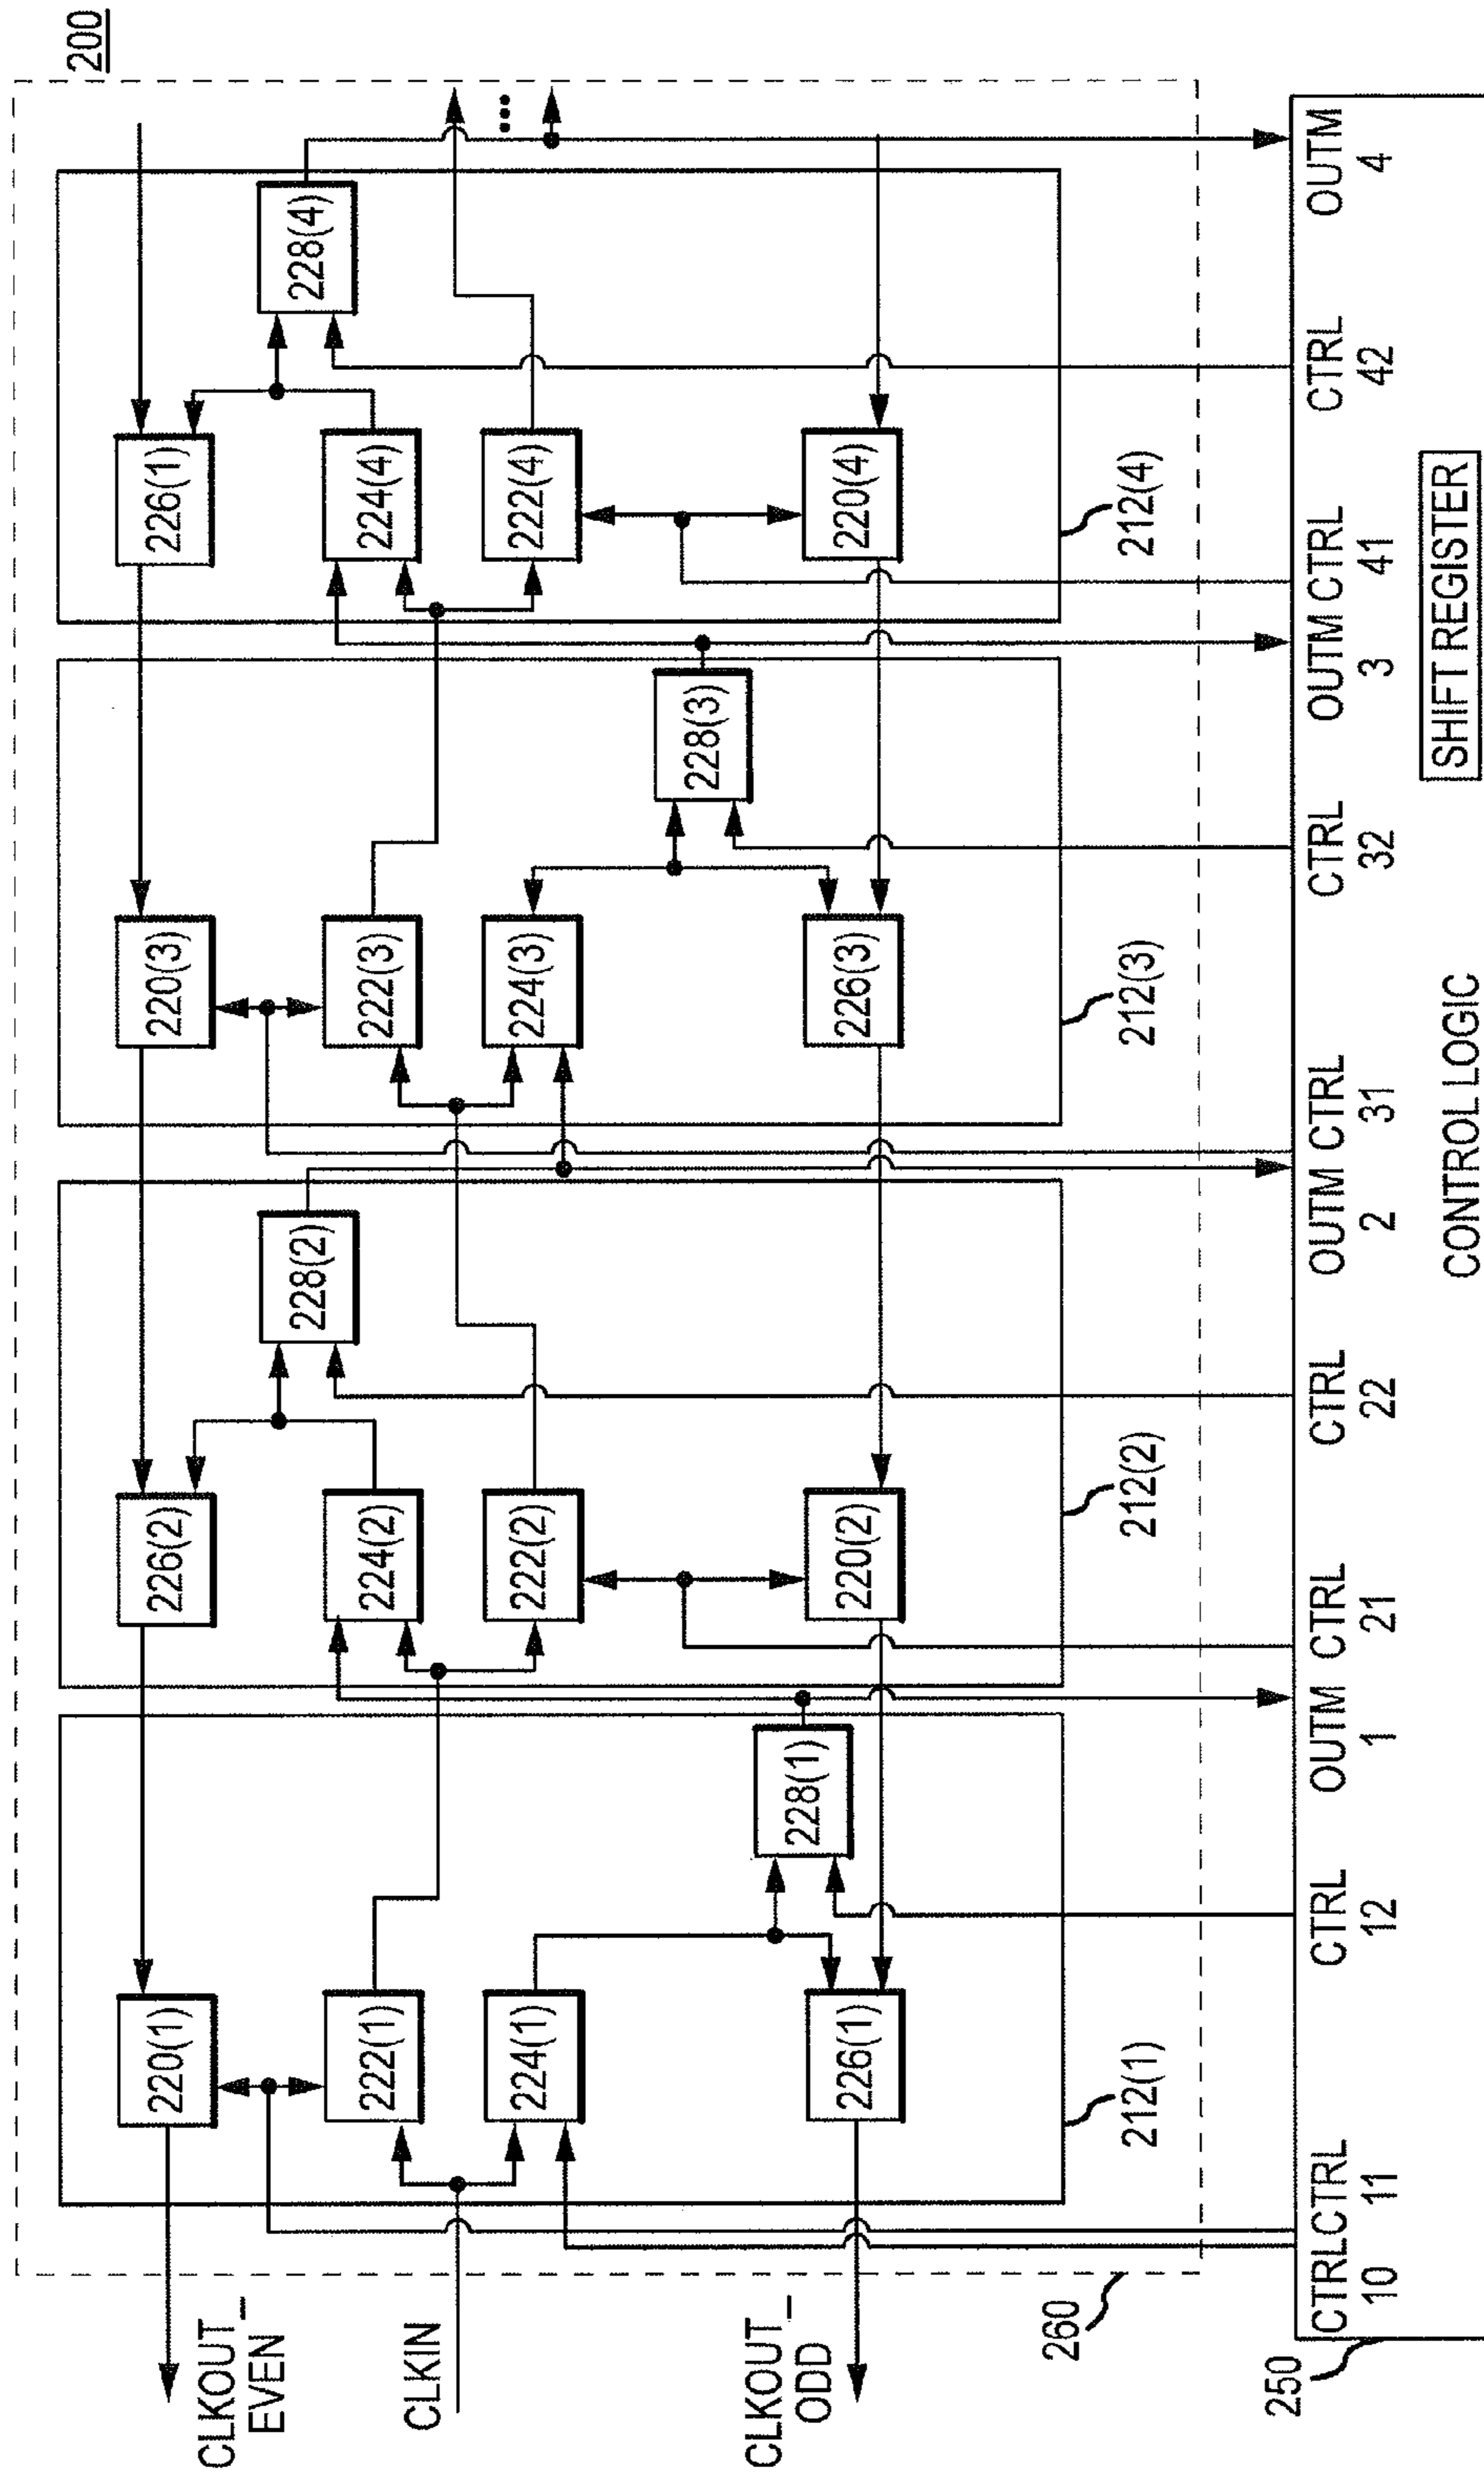 200
CLKOUT_
EVEN
CLKIN
CLKOUT_
ODD
220(1)
222(1)
224(1)
226(1)
228(1)
212(1)
226(2)
224(2)
222(2)
220(2)
228(2)
212(2)
220(3)
222(3)
224(3)
226(3)
228(3)
212(3)
226(1)
224(4)
222(4)
220(4)
228(4)
212(4)
...
260
250
CTRL
10
CTRL
11
CTRL
12
OUTM
1
CTRL
21
CTRL
22
OUTM
2
CTRL
31
CTRL
32
OUTM
3
CTRL
41
CTRL
42
OUTM
4
CONTROL LOGIC
SHIFT REGISTER